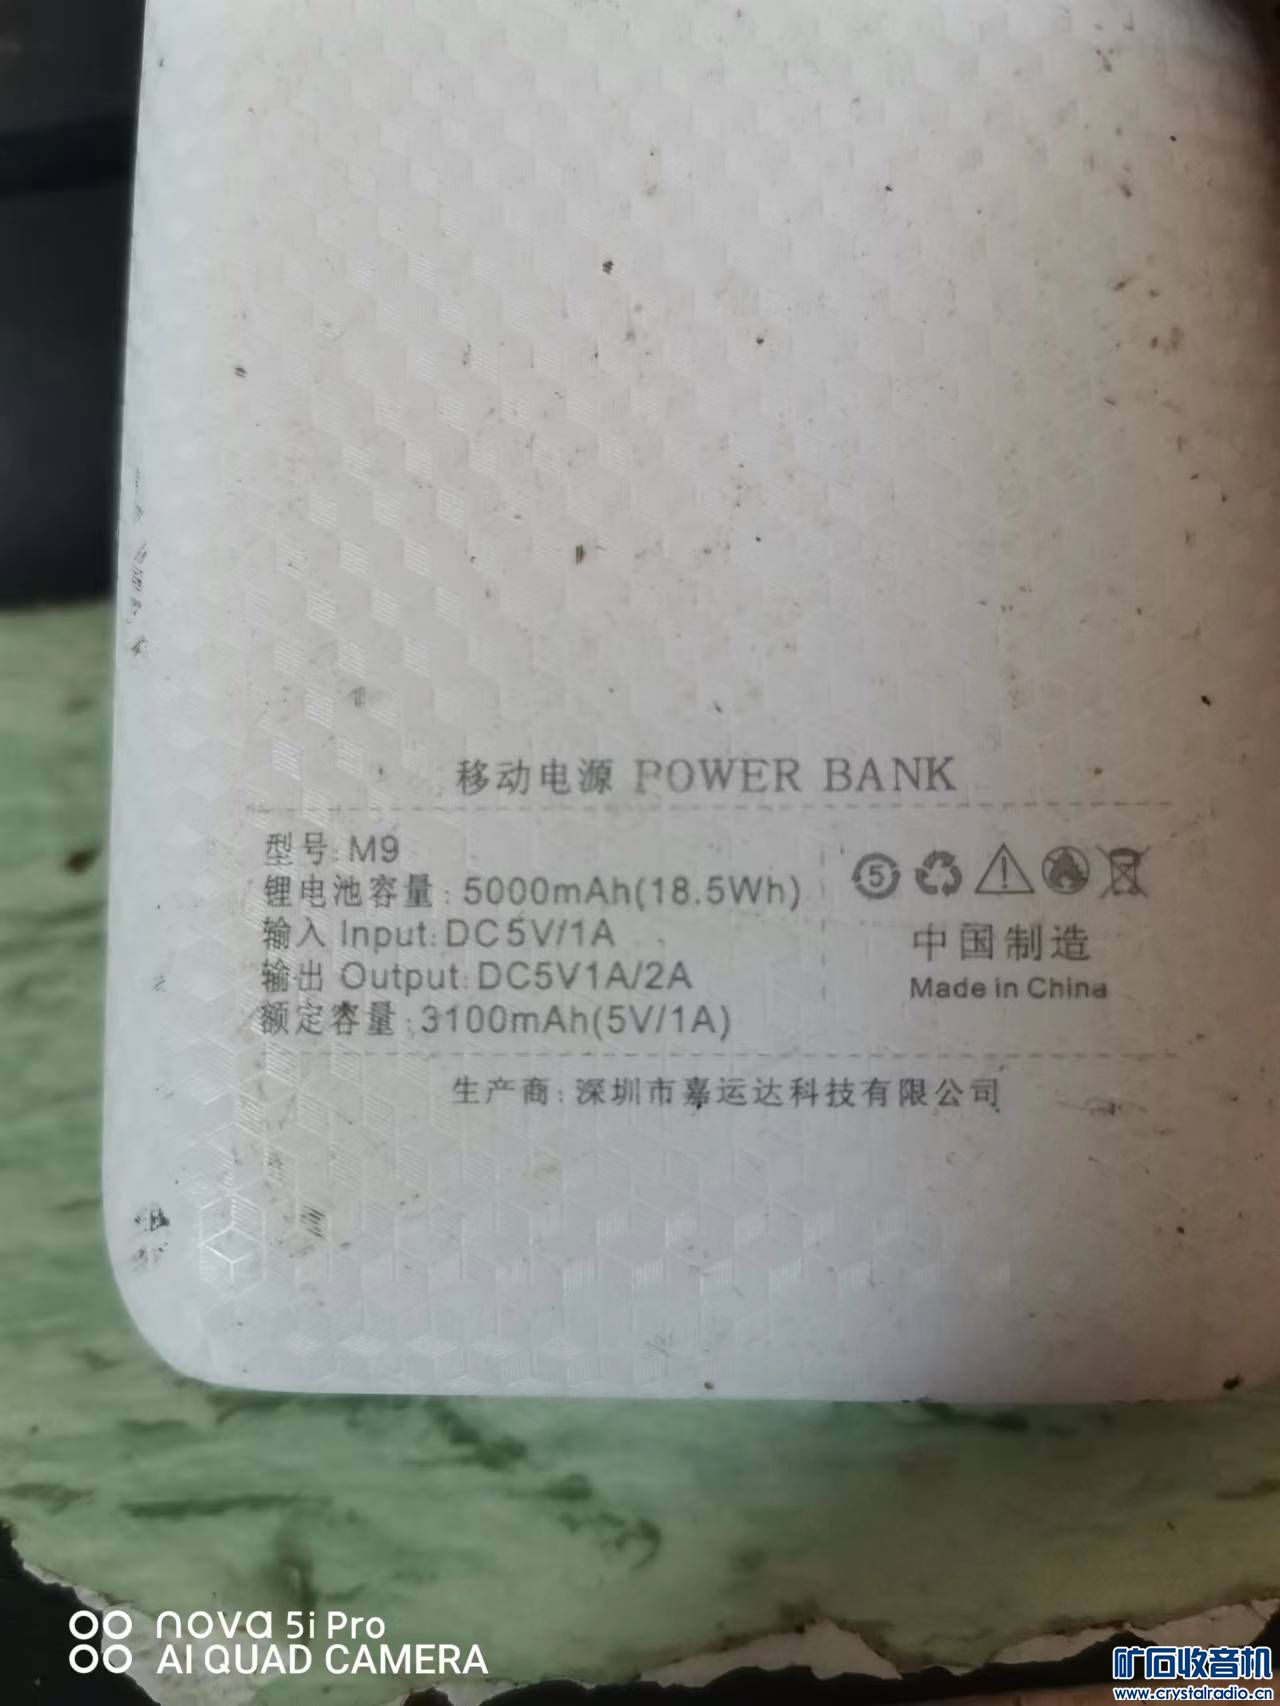 移动电源 POWER BANK
型号: M9
锂电池容量: 5000mAh(18.5Wh)
输入 Input: DC5V/1A
输出 Output: DC5V1A/2A
额定容量: 3100mAh(5V/1A)
5
中国制造
Made in China
生产商: 深圳市嘉运达科技有限公司
nova 5i Pro
AI QUAD CAMERA
矿石收音机
www.crystalradio.cn